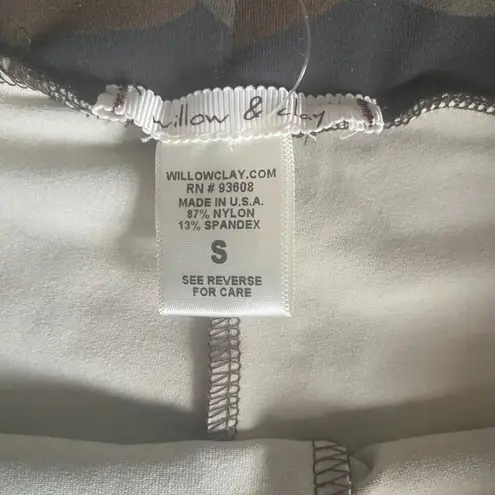 willow & clay
WILLOWCLAY.COM
RN # 93608
MADE IN U.S.A.
87% NYLON
13% SPANDEX
S
SEE REVERSE
FOR CARE